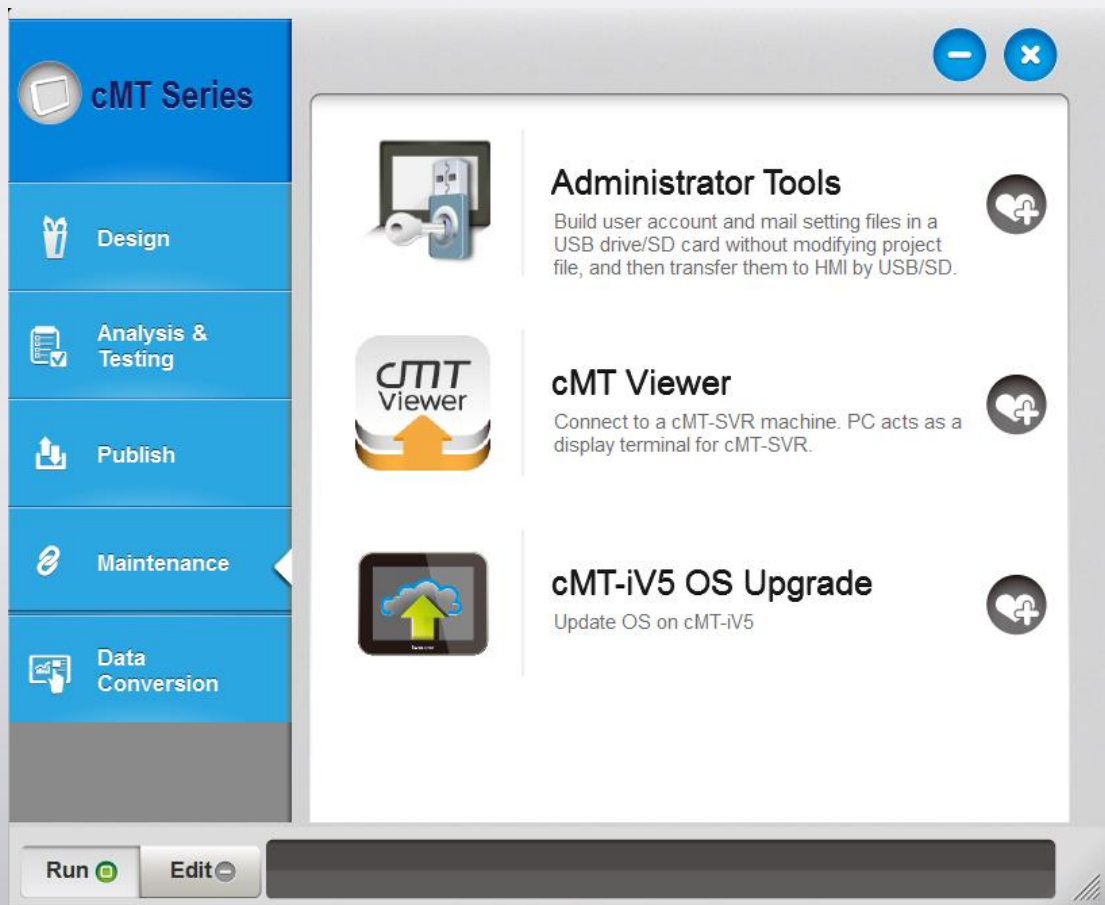 cMT Series
Design
Analysis &
Testing
Publish
Maintenance
Data
Conversion
Administrator Tools
Build user account and mail setting files in a
USB drive/SD card without modifying project
file, and then transfer them to HMI by USB/SD.
cMT
Viewer
cMT Viewer
Connect to a cMT-SVR machine. PC acts as a
display terminal for cMT-SVR.
cMT-iV5 OS Upgrade
Update OS on cMT-iV5
Run
Edit